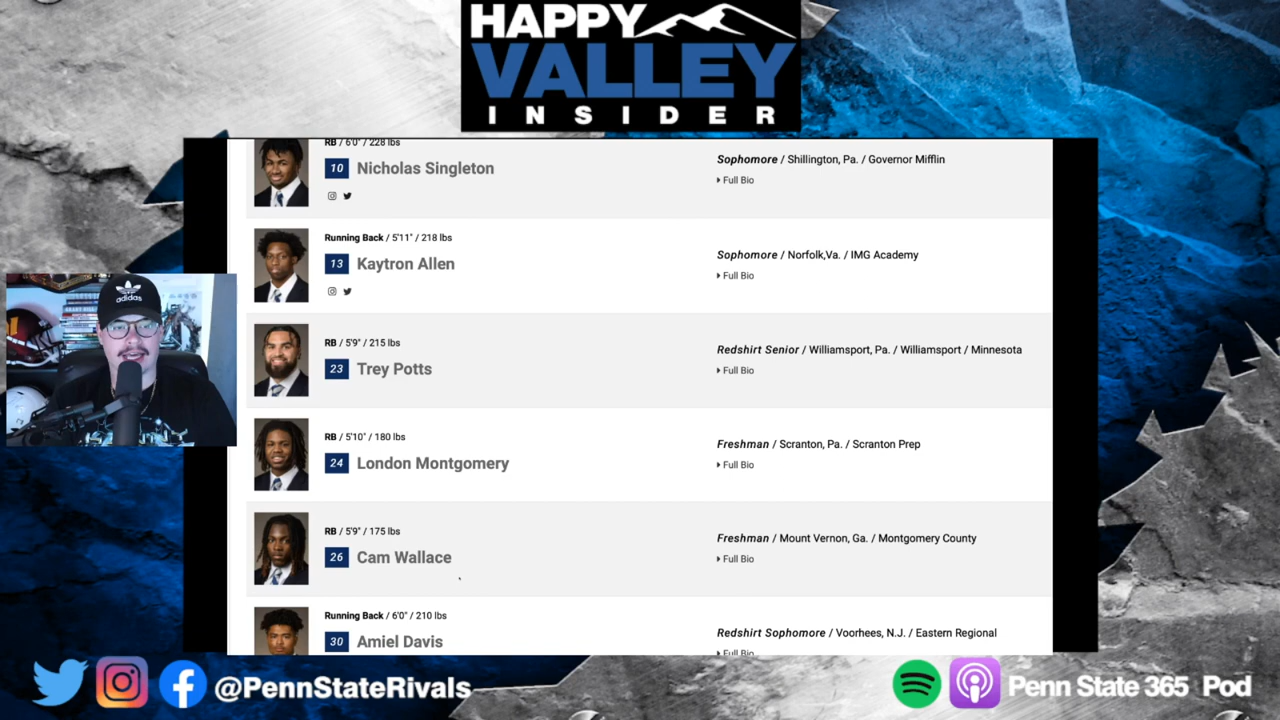 HAPPY
VALLEY
INSIDER
RB / 6'0" / 228 lbs
10 Nicholas Singleton
Sophomore / Shillington, Pa. / Governor Mifflin
Full Bio
Running Back / 5'11" / 218 lbs
13 Kaytron Allen
Sophomore / Norfolk,Va. / IMG Academy
Full Bio
adidas
RB / 5'9" / 215 lbs
23 Trey Potts
Redshirt Senior / Williamsport, Pa. / Williamsport / Minnesota
Full Bio
RB / 5'10" / 180 lbs
24 London Montgomery
Freshman / Scranton, Pa. / Scranton Prep
Full Bio
RB / 5'9" / 175 lbs
26 Cam Wallace
Freshman / Mount Vernon, Ga. / Montgomery County
Full Bio
Running Back / 6'0" / 210 lbs
30 Amiel Davis
Redshirt Sophomore / Voorhees, N.J. / Eastern Regional
Full Bio
@PennStateRivals
Penn State 365 Pod